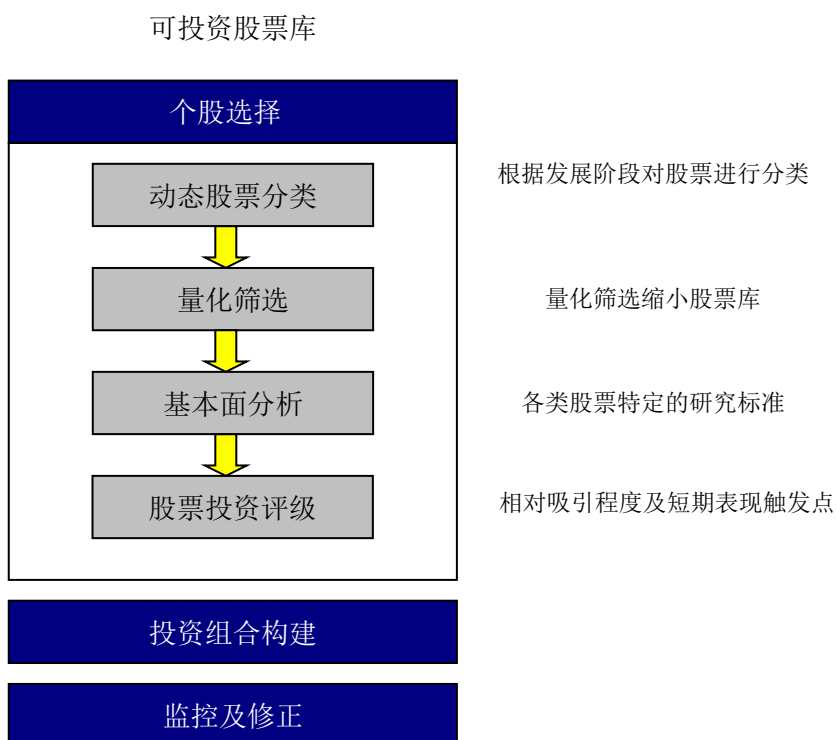 可投资股票库
个股选择
动态股票分类
根据发展阶段对股票进行分类
量化筛选
量化筛选缩小股票库
基本面分析
各类股票特定的研究标准
股票投资评级
相对吸引程度及短期表现触发点
投资组合构建
监控及修正